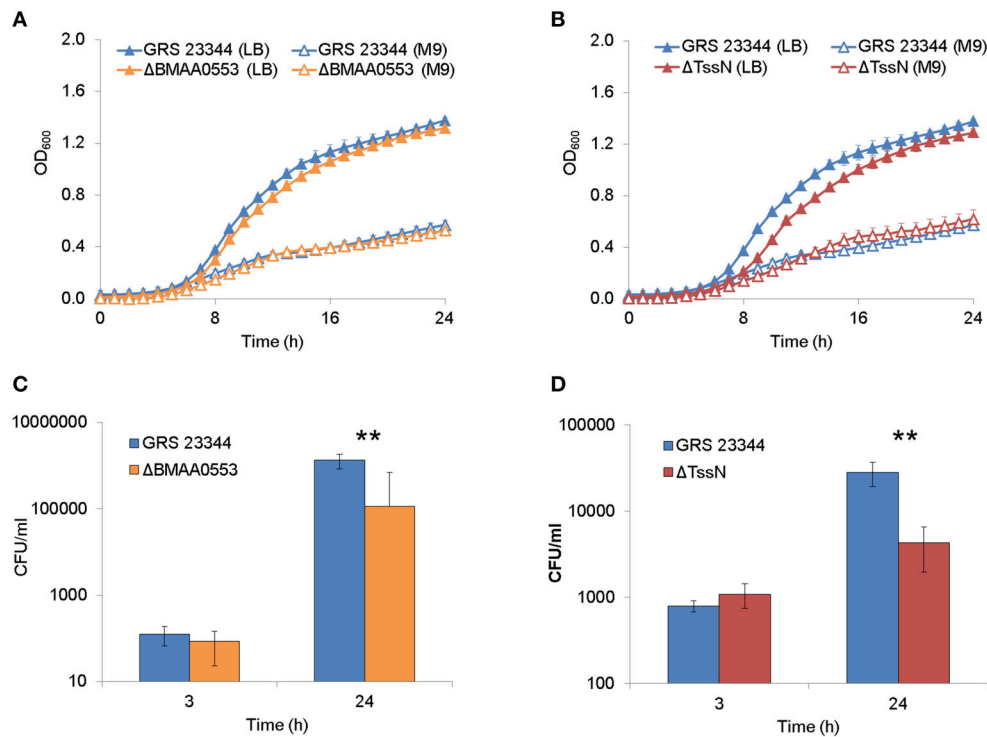 A
GRS 23344 (LB)
GRS 23344 (M9)
ΔBMAA0553 (LB)
ΔBMAA0553 (M9)
2.0
1.6
1.2
0.8
0.4
0.0
OD600
0
8
16
24
Time (h)
B
GRS 23344 (LB)
GRS 23344 (M9)
ΔTssN (LB)
ΔTssN (M9)
2.0
1.6
1.2
0.8
0.4
0.0
OD600
0
8
16
24
Time (h)
C
GRS 23344
ΔBMAA0553
**
10000000
100000
1000
10
CFU/ml
3
24
Time (h)
D
GRS 23344
ΔTssN
**
100000
10000
1000
100
CFU/ml
3
24
Time (h)